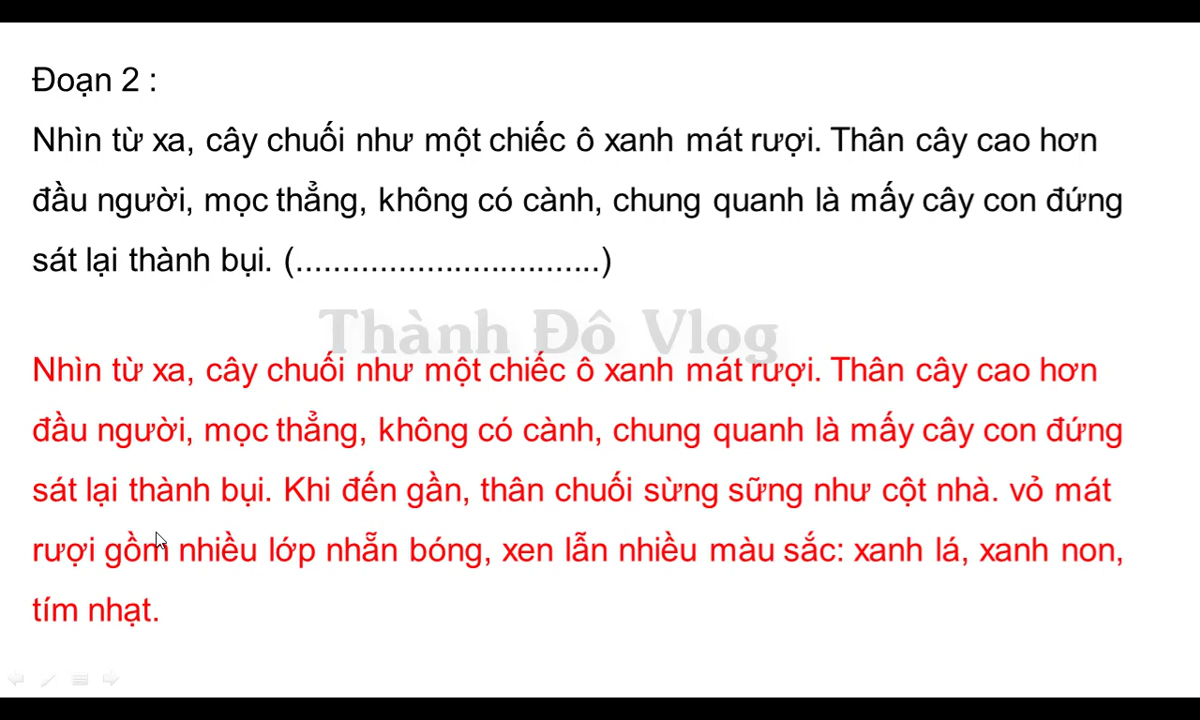 Đoạn 2 :
Nhìn từ xa, cây chuối như một chiếc ô xanh mát rượi. Thân cây cao hơn
đầu người, mọc thẳng, không có cành, chung quanh là mấy cây con đứng
sát lại thành bụi. (.................................)
Thành Đô Vlog
Nhìn từ xa, cây chuối như một chiếc ô xanh mát rượi. Thân cây cao hơn
đầu người, mọc thẳng, không có cành, chung quanh là mấy cây con đứng
sát lại thành bụi. Khi đến gần, thân chuối sừng sững như cột nhà. vỏ mát
rượi gồm nhiều lớp nhẵn bóng, xen lẫn nhiều màu sắc: xanh lá, xanh non,
tím nhạt.